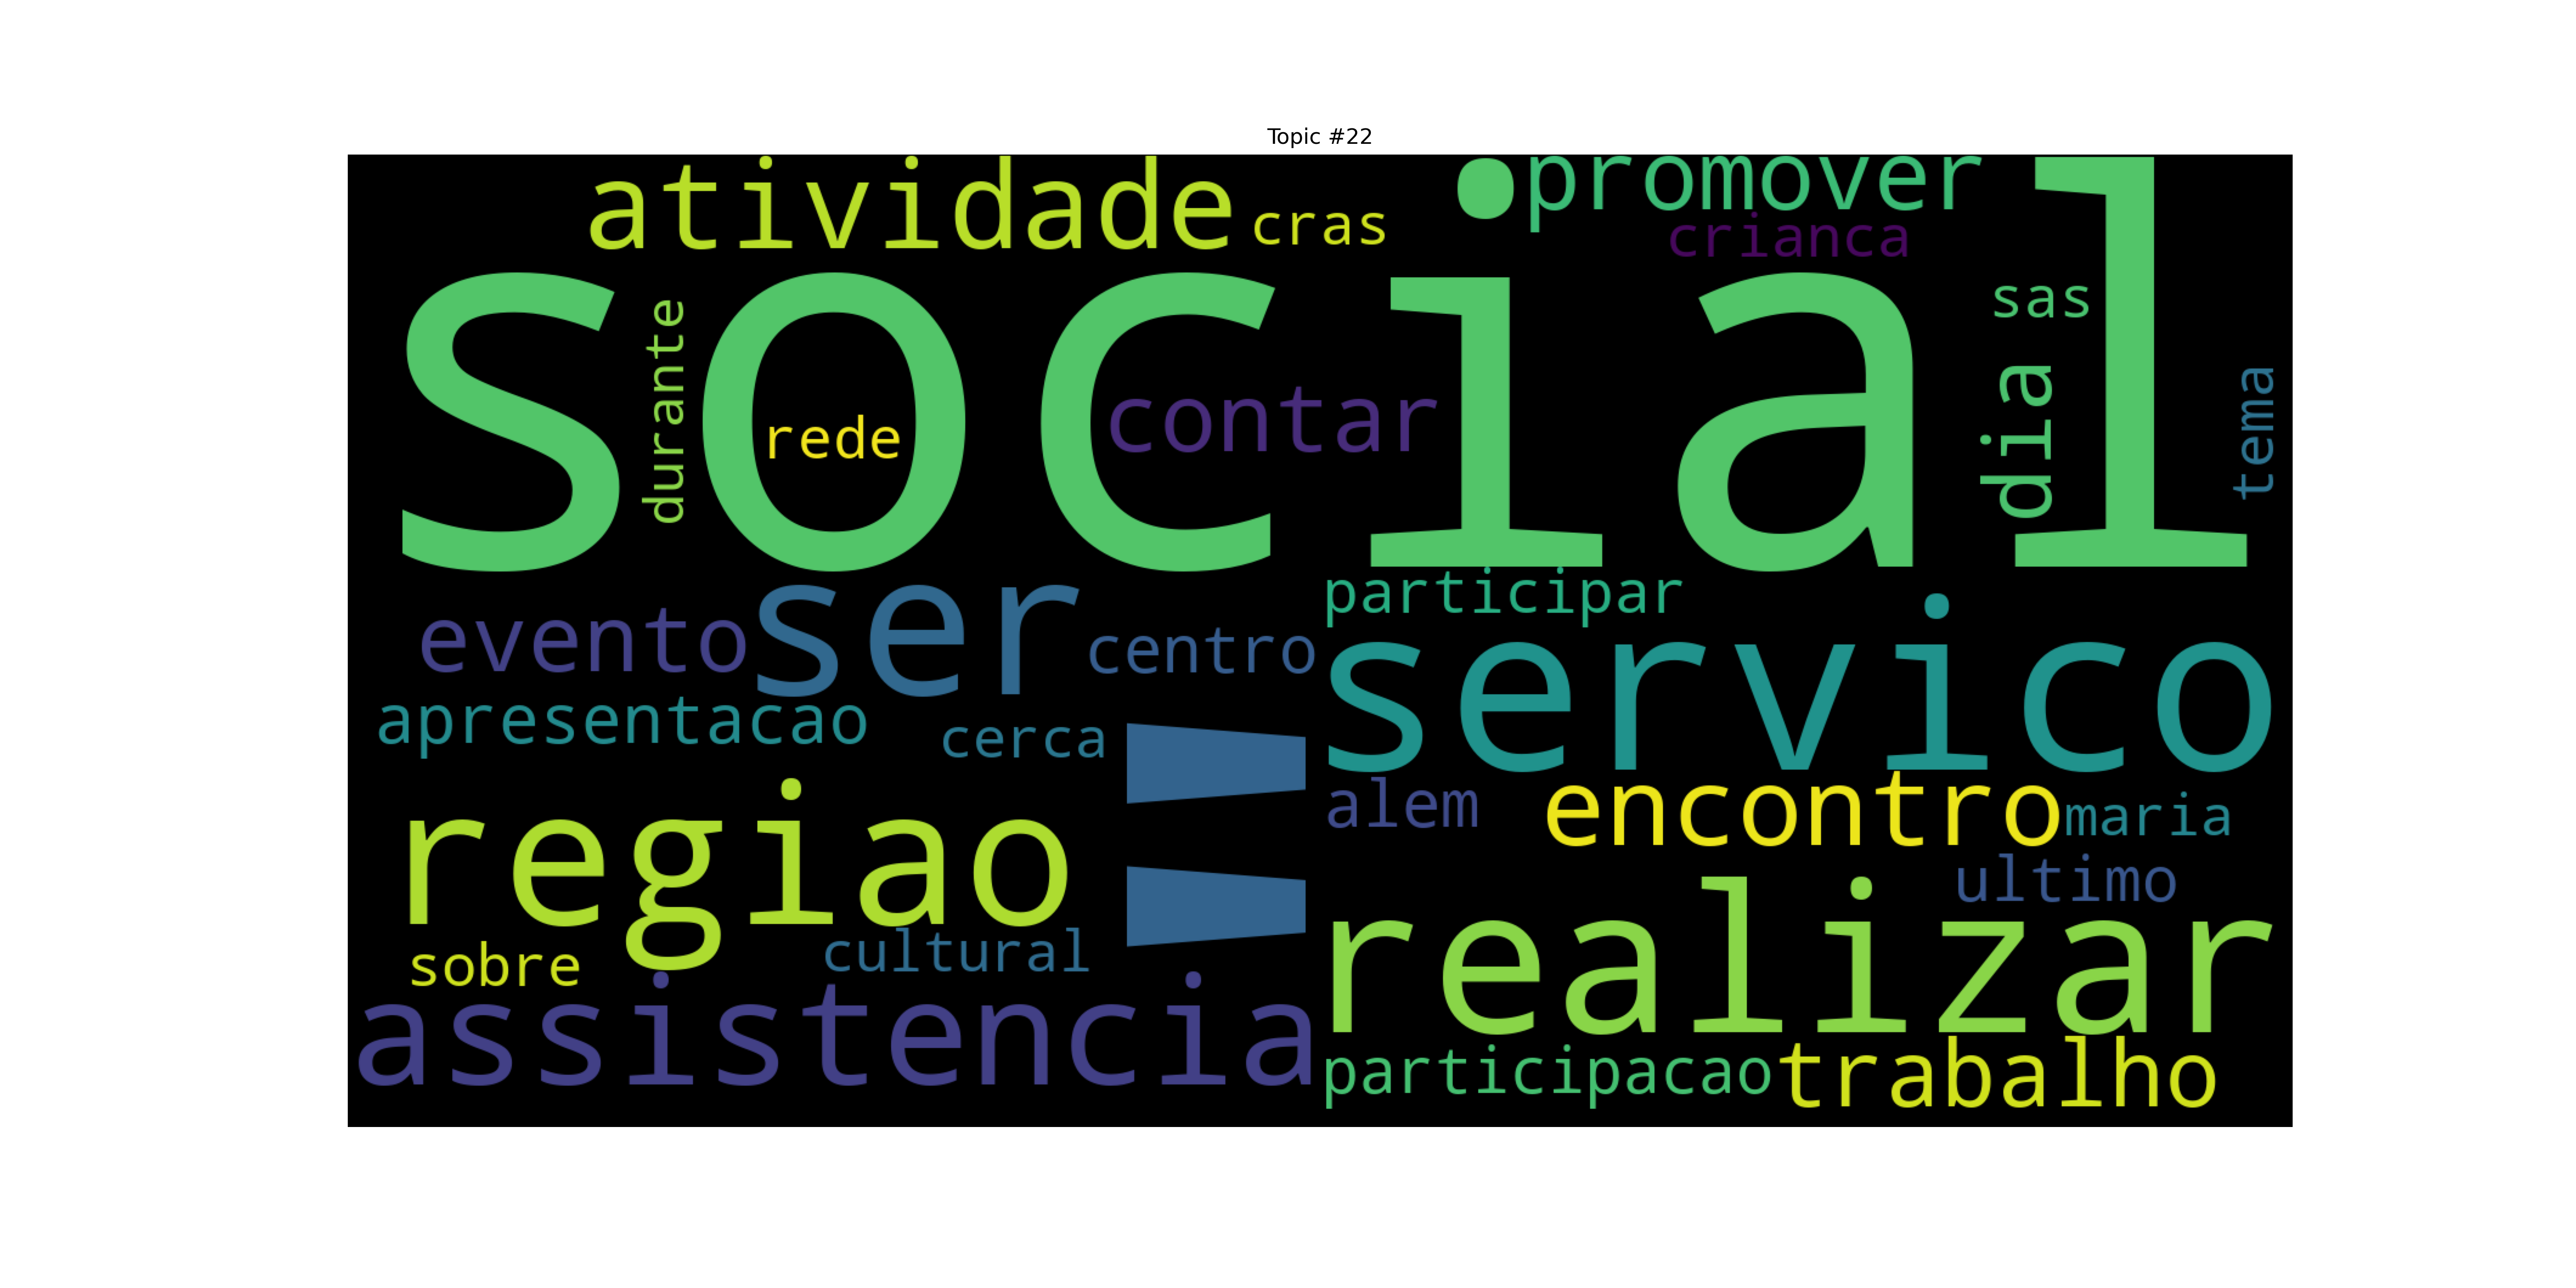 Topic #22
atividade
cras
promover
crianca
social
durante
rede
contar
sas
dia
tema
participar
evento
ser
centro
servico
apresentacao
cerca
"
alem
encontro
maria
regiao
ultimo
realizar
sobre
cultural
assistencia
participacao
trabalho